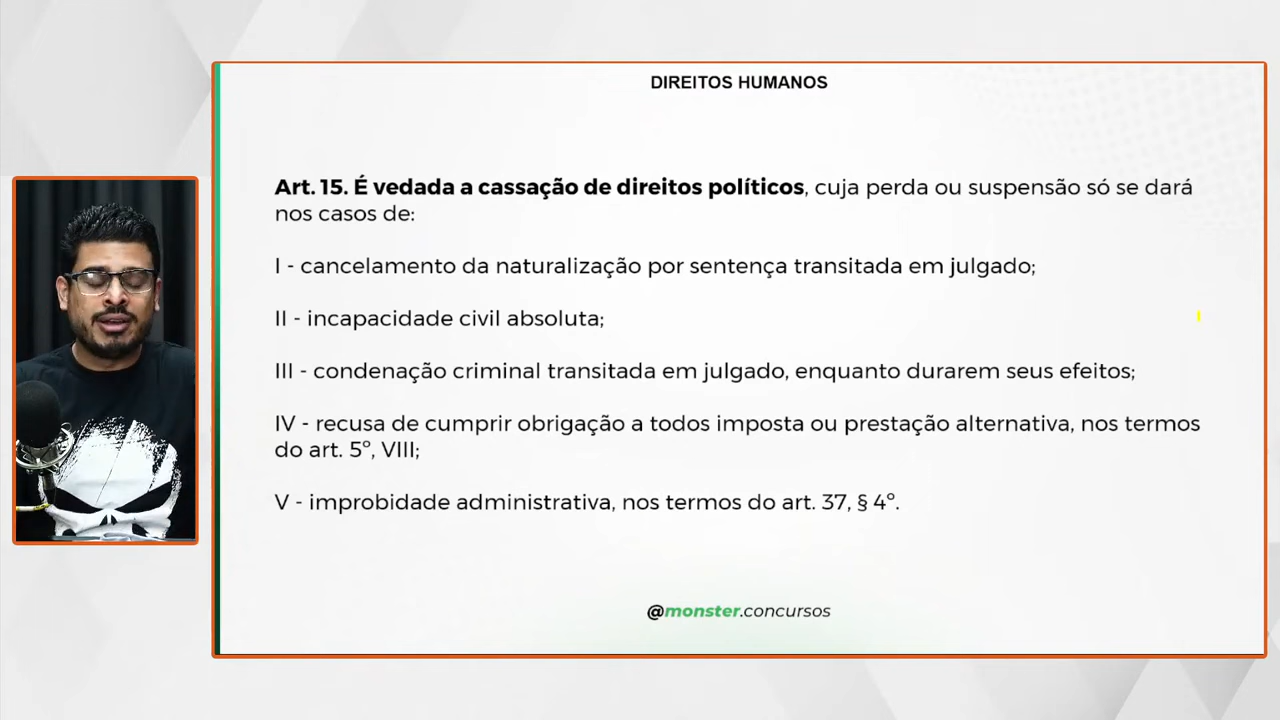 DIREITOS HUMANOS
Art. 15. É vedada a cassação de direitos políticos, cuja perda ou suspensão só se dará
nos casos de:
I - cancelamento da naturalização por sentença transitada em julgado;
II - incapacidade civil absoluta;
III - condenação criminal transitada em julgado, enquanto durarem seus efeitos;
IV - recusa de cumprir obrigação a todos imposta ou prestação alternativa, nos termos
do art. 5º, VIII;
V - improbidade administrativa, nos termos do art. 37, § 4º.
@monster.concursos